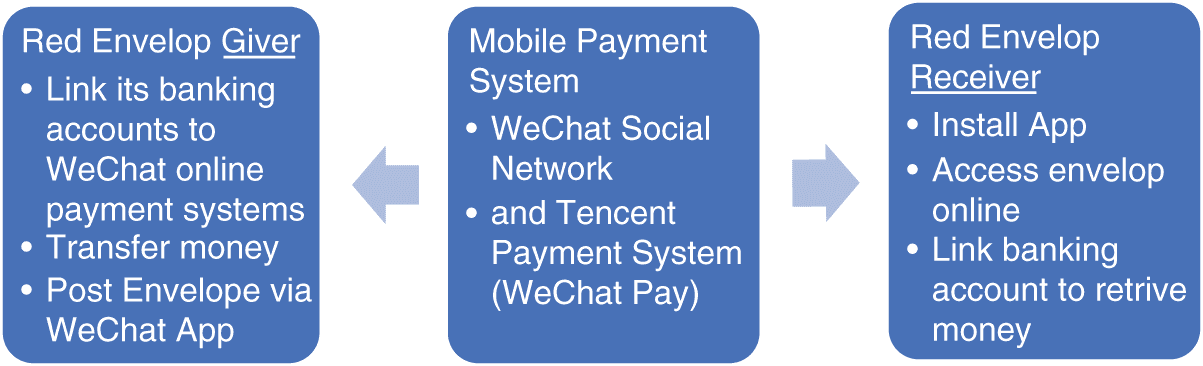 Red Envelop Giver
• Link its banking
accounts to
WeChat online
payment systems
• Transfer money
• Post Envelope via
WeChat App
Mobile Payment
System
• WeChat Social
Network
• and Tencent
Payment System
(WeChat Pay)
Red Envelop
Receiver
• Install App
• Access envelop
online
• Link banking
account to retrive
money